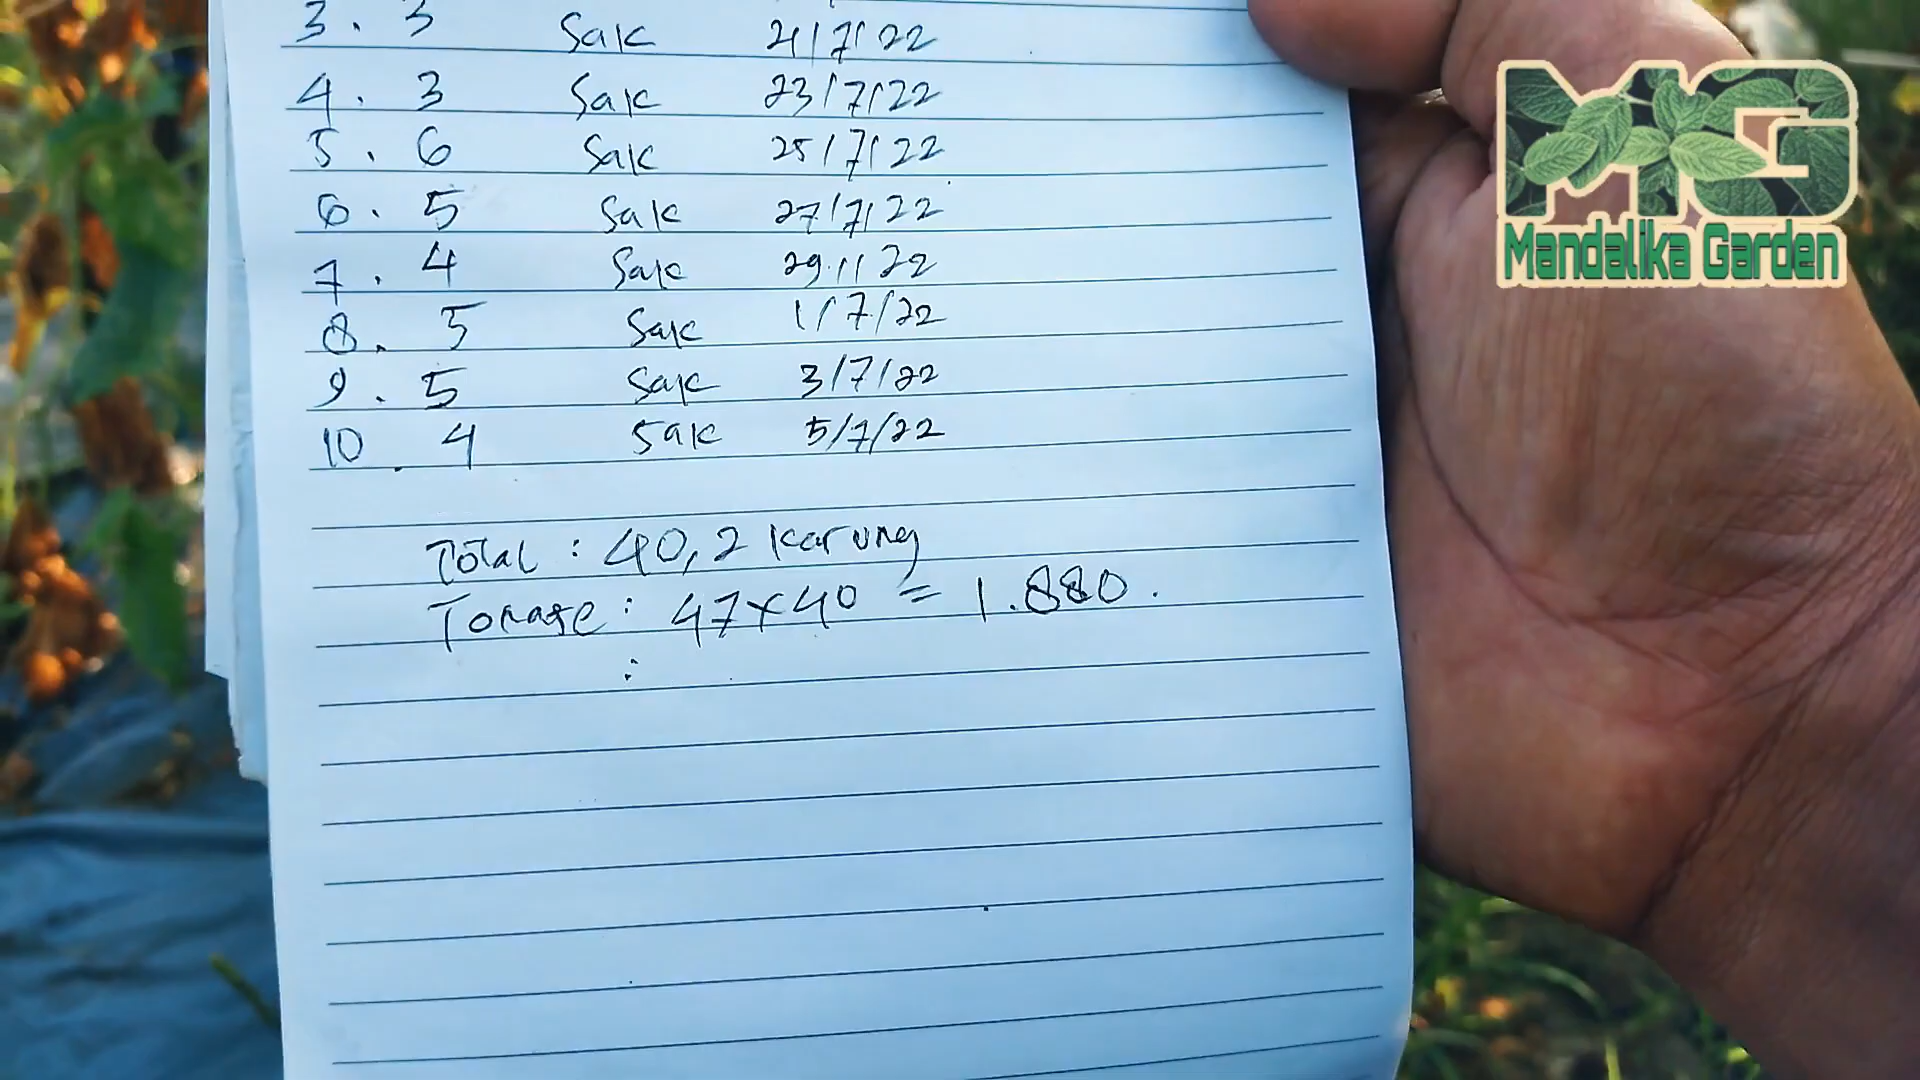 3. 3 Sak 21/7/22
4. 3 Sak 23/7/22
5. 6 Sak 25/7/22
6. 5 Sak 27/7/22
7. 4 Sak 29.11 22
8. 5 Sak 1/7/22
9. 5 Sak 3/7/22
10. 4 Sak 5/7/22
Total : 40,2 Karung
Tonase : 47x40 = 1.880.
:
MG
Mandalika Garden